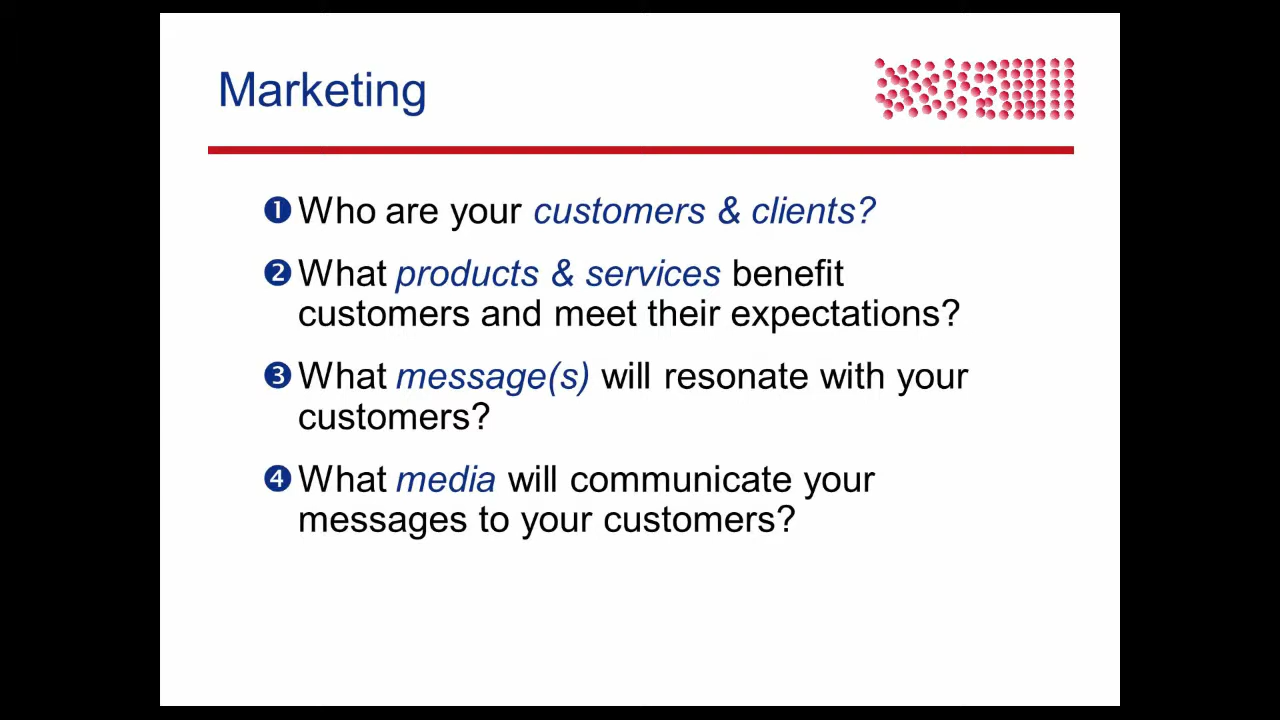 Marketing
❶ Who are your customers & clients?
❷ What products & services benefit
customers and meet their expectations?
❸ What message(s) will resonate with your
customers?
❹ What media will communicate your
messages to your customers?